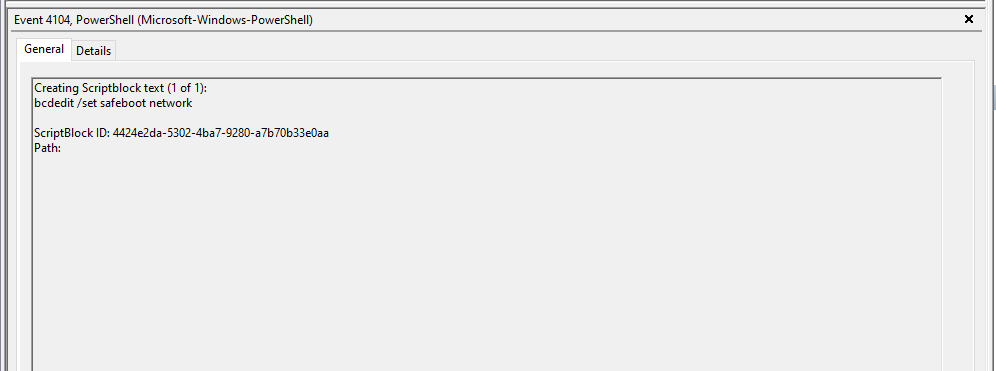 Event 4104, PowerShell (Microsoft-Windows-PowerShell)
General Details
Creating Scriptblock text (1 of 1):
bcdedit /set safeboot network
ScriptBlock ID: 4424e2da-5302-4ba7-9280-a7b70b33e0aa
Path: